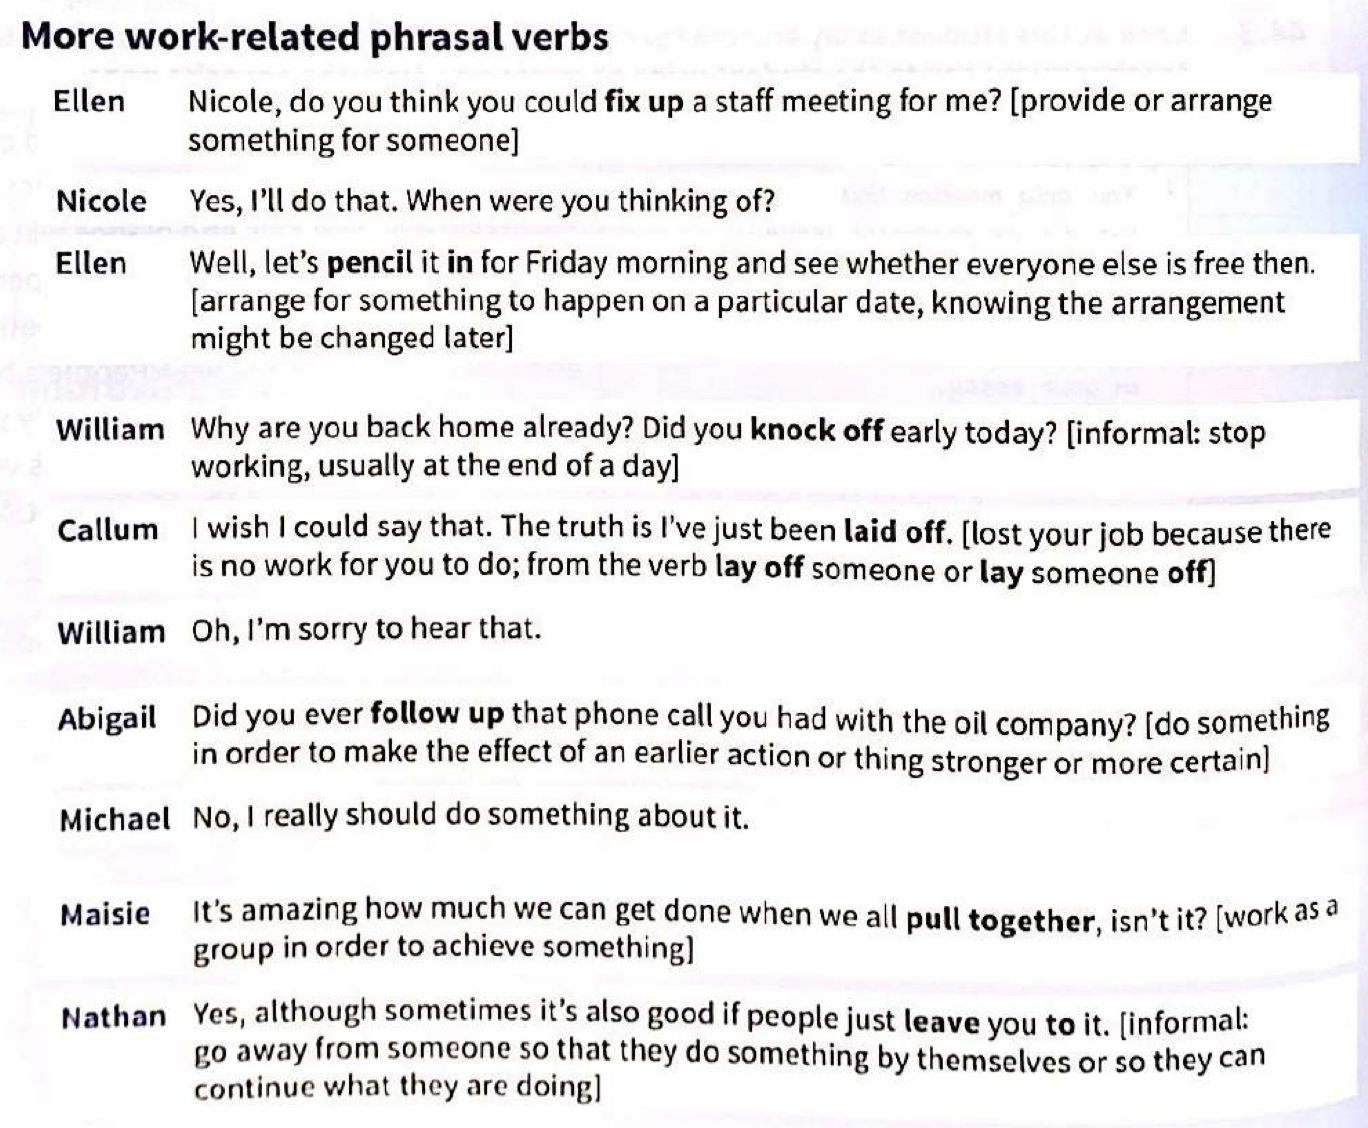 More work-related phrasal verbs
Ellen Nicole, do you think you could fix up a staff meeting for me? [provide or arrange
something for someone]
Nicole Yes, I'll do that. When were you thinking of?
Ellen Well, let's pencil it in for Friday morning and see whether everyone else is free then.
[arrange for something to happen on a particular date, knowing the arrangement
might be changed later]
William Why are you back home already? Did you knock off early today? [informal: stop
working, usually at the end of a day]
Callum I wish I could say that. The truth is I've just been laid off. [lost your job because there
is no work for you to do; from the verb lay off someone or lay someone off]
William Oh, I'm sorry to hear that.
Abigail Did you ever follow up that phone call you had with the oil company? [do something
in order to make the effect of an earlier action or thing stronger or more certain]
Michael No, I really should do something about it.
Maisie It's amazing how much we can get done when we all pull together, isn't it? [work as a
group in order to achieve something]
Nathan Yes, although sometimes it's also good if people just leave you to it. [informal:
go away from someone so that they do something by themselves or so they can
continue what they are doing]